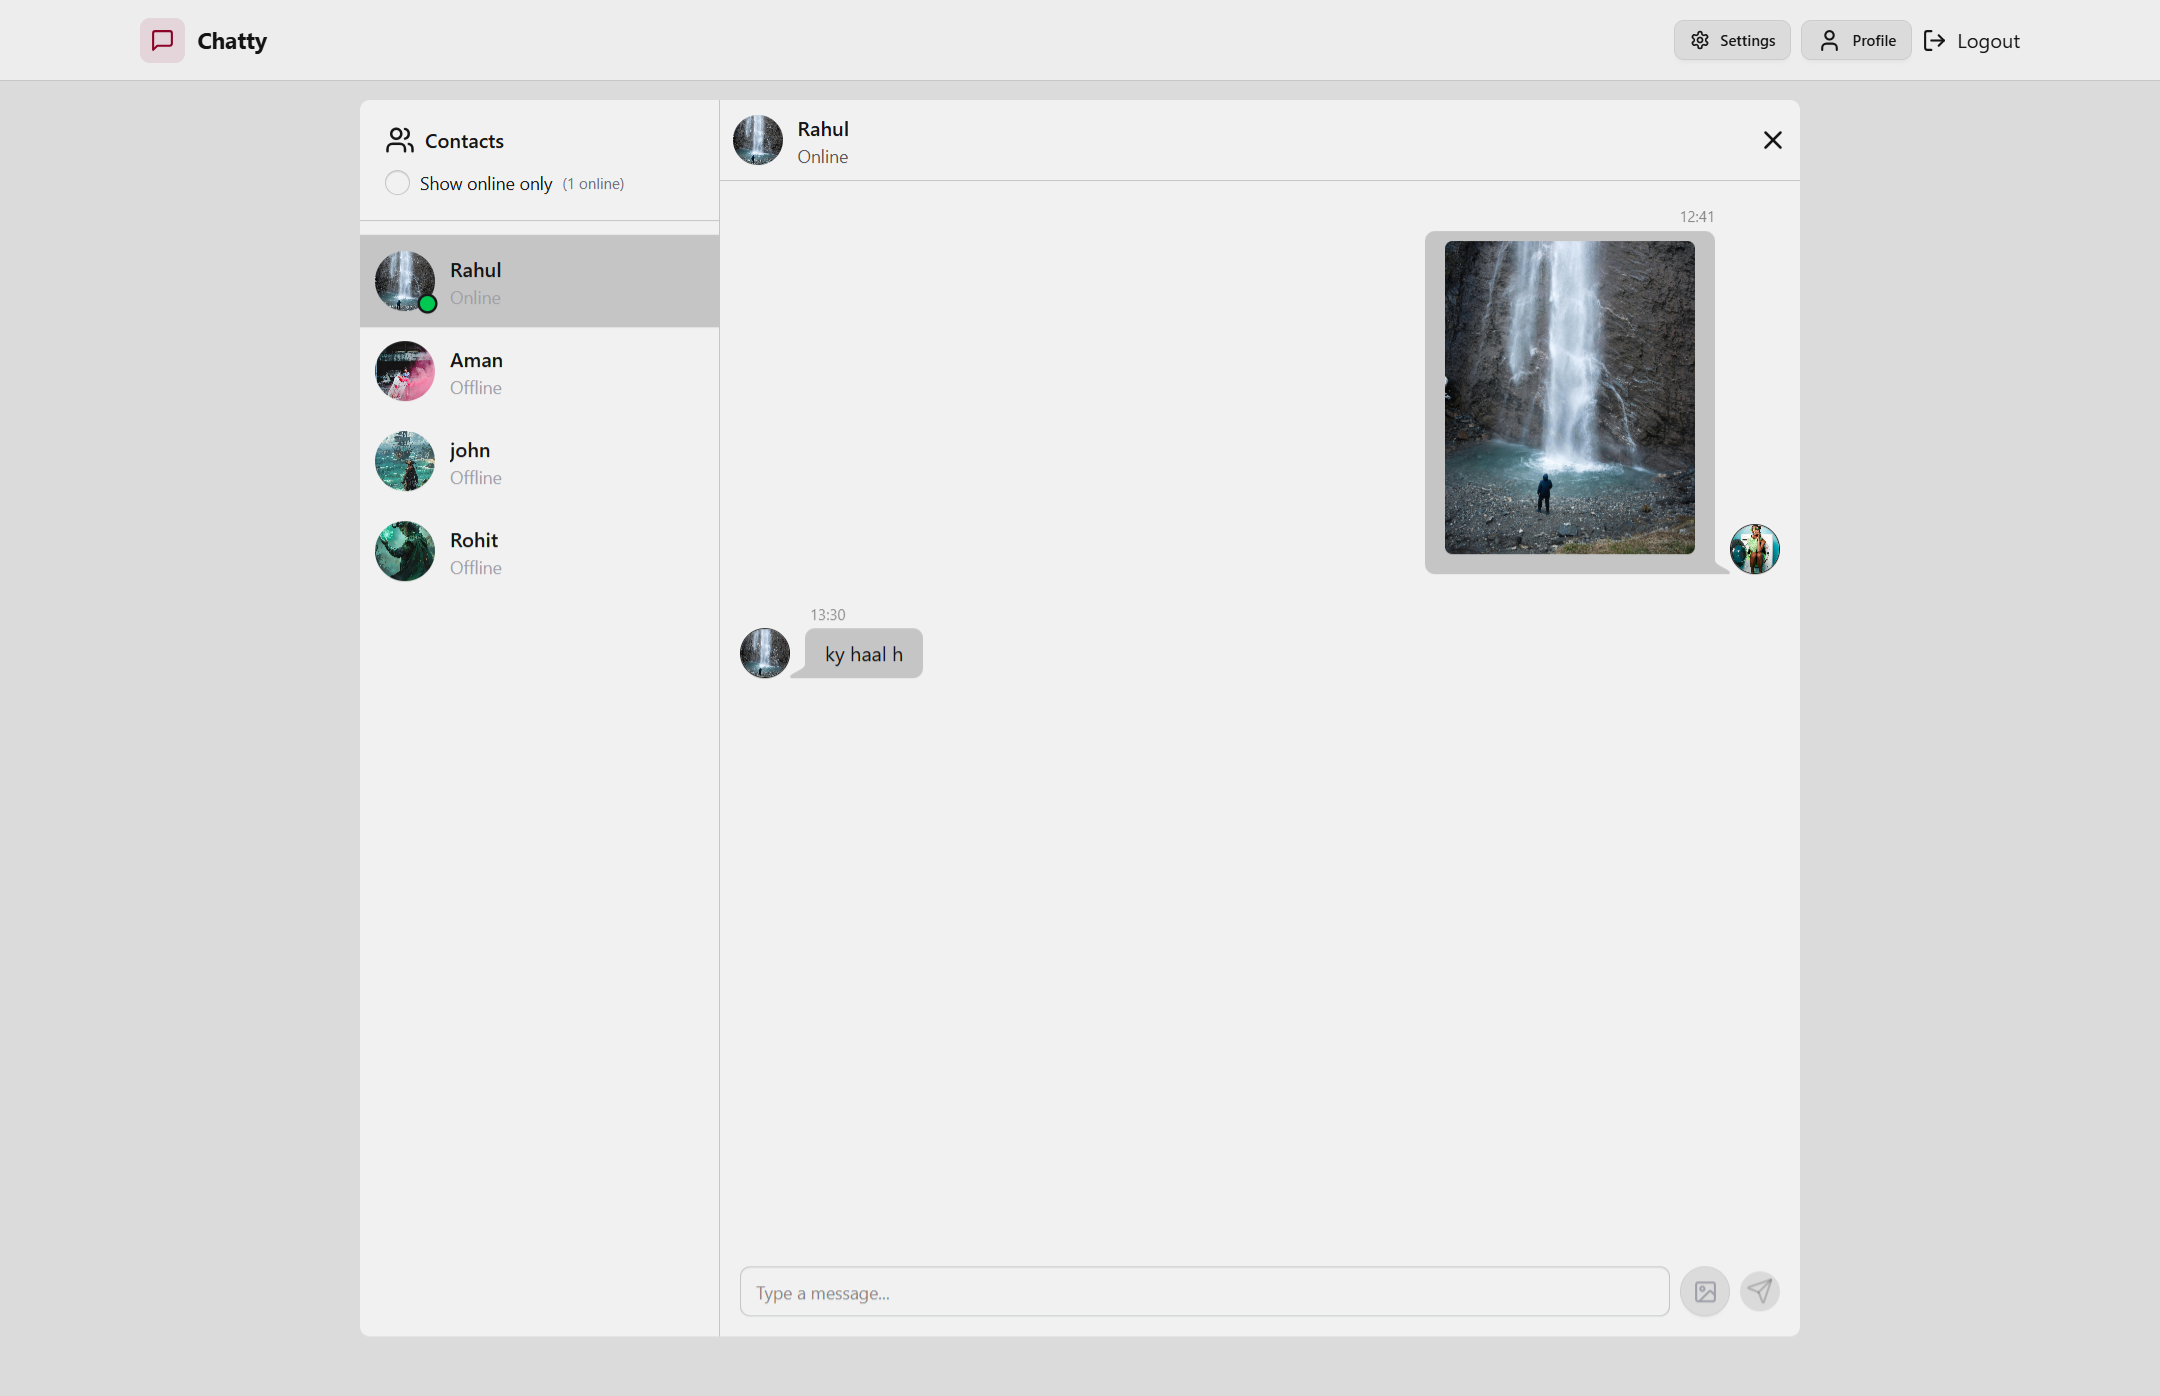 Chatty
Settings
Profile
Logout
Contacts
Show online only (1 online)
Rahul
Online
Aman
Offline
john
Offline
Rohit
Offline
Rahul
Online
12:41
13:30
ky haal h
Type a message...